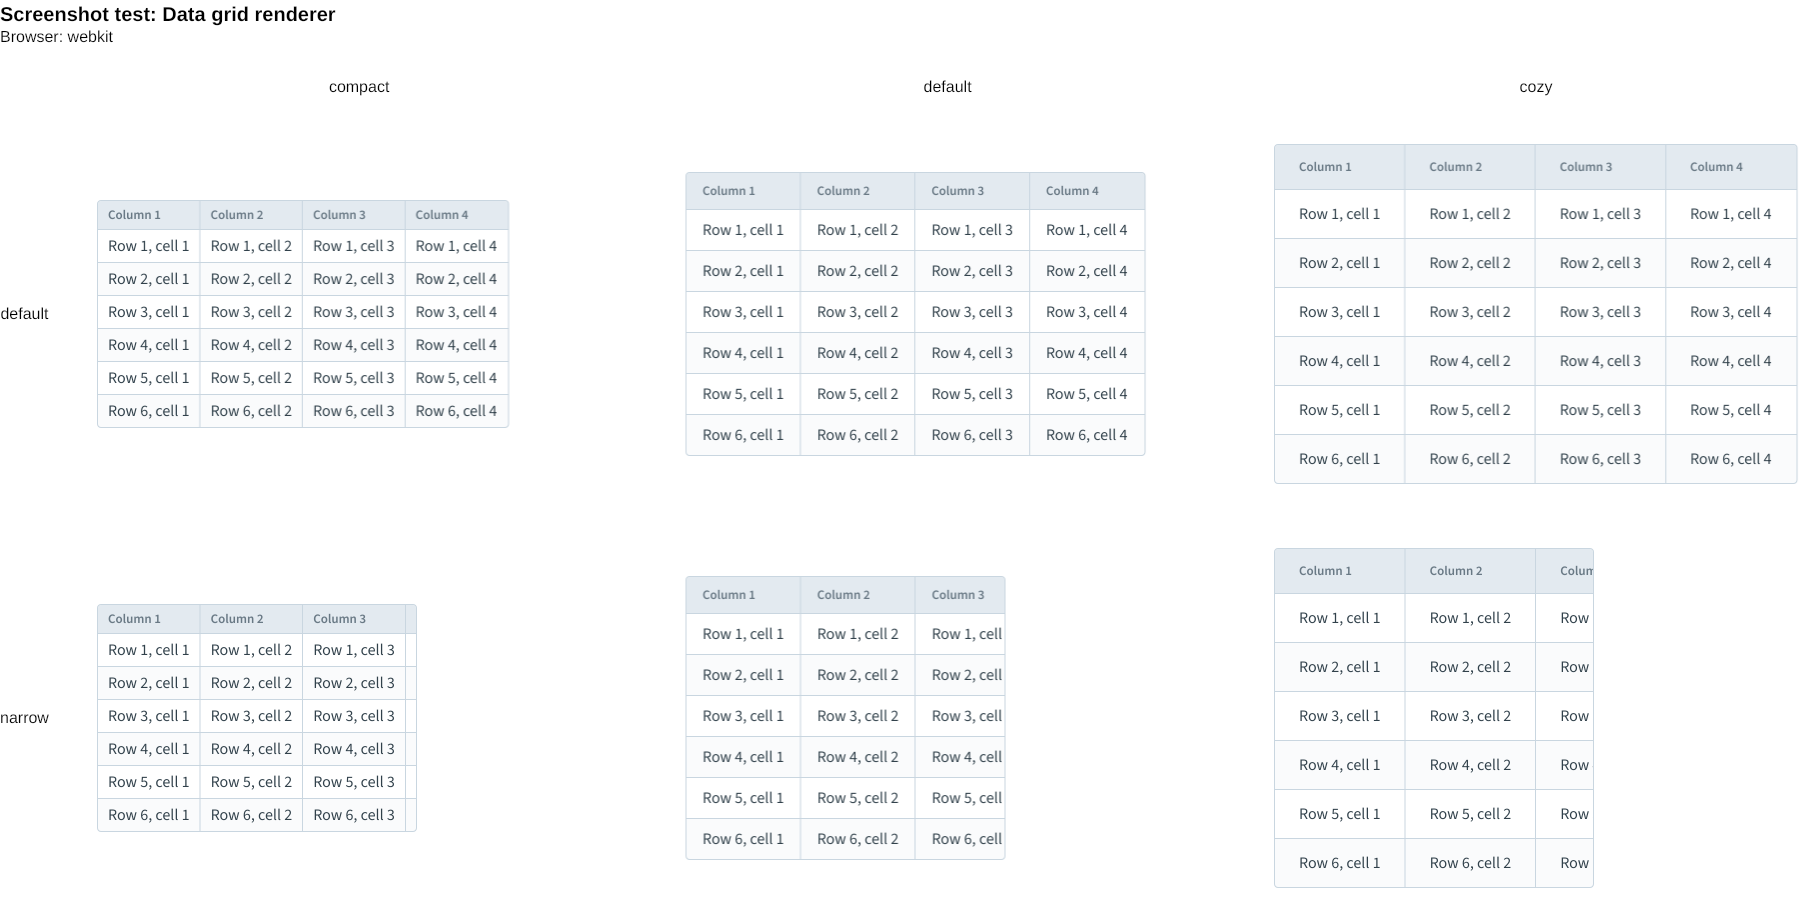 Screenshot test: Data grid renderer
Browser: webkit
compact default cozy
default
Column 1 Column 2 Column 3 Column 4
Row 1, cell 1 Row 1, cell 2 Row 1, cell 3 Row 1, cell 4
Row 2, cell 1 Row 2, cell 2 Row 2, cell 3 Row 2, cell 4
Row 3, cell 1 Row 3, cell 2 Row 3, cell 3 Row 3, cell 4
Row 4, cell 1 Row 4, cell 2 Row 4, cell 3 Row 4, cell 4
Row 5, cell 1 Row 5, cell 2 Row 5, cell 3 Row 5, cell 4
Row 6, cell 1 Row 6, cell 2 Row 6, cell 3 Row 6, cell 4
Column 1 Column 2 Column 3 Column 4
Row 1, cell 1 Row 1, cell 2 Row 1, cell 3 Row 1, cell 4
Row 2, cell 1 Row 2, cell 2 Row 2, cell 3 Row 2, cell 4
Row 3, cell 1 Row 3, cell 2 Row 3, cell 3 Row 3, cell 4
Row 4, cell 1 Row 4, cell 2 Row 4, cell 3 Row 4, cell 4
Row 5, cell 1 Row 5, cell 2 Row 5, cell 3 Row 5, cell 4
Row 6, cell 1 Row 6, cell 2 Row 6, cell 3 Row 6, cell 4
Column 1 Column 2 Column 3 Column 4
Row 1, cell 1 Row 1, cell 2 Row 1, cell 3 Row 1, cell 4
Row 2, cell 1 Row 2, cell 2 Row 2, cell 3 Row 2, cell 4
Row 3, cell 1 Row 3, cell 2 Row 3, cell 3 Row 3, cell 4
Row 4, cell 1 Row 4, cell 2 Row 4, cell 3 Row 4, cell 4
Row 5, cell 1 Row 5, cell 2 Row 5, cell 3 Row 5, cell 4
Row 6, cell 1 Row 6, cell 2 Row 6, cell 3 Row 6, cell 4
narrow
Column 1 Column 2 Column 3
Row 1, cell 1 Row 1, cell 2 Row 1, cell 3
Row 2, cell 1 Row 2, cell 2 Row 2, cell 3
Row 3, cell 1 Row 3, cell 2 Row 3, cell 3
Row 4, cell 1 Row 4, cell 2 Row 4, cell 3
Row 5, cell 1 Row 5, cell 2 Row 5, cell 3
Row 6, cell 1 Row 6, cell 2 Row 6, cell 3
Column 1 Column 2 Column 3
Row 1, cell 1 Row 1, cell 2 Row 1, cell
Row 2, cell 1 Row 2, cell 2 Row 2, cell
Row 3, cell 1 Row 3, cell 2 Row 3, cell
Row 4, cell 1 Row 4, cell 2 Row 4, cell
Row 5, cell 1 Row 5, cell 2 Row 5, cell
Row 6, cell 1 Row 6, cell 2 Row 6, cell
Column 1 Column 2 Colum
Row 1, cell 1 Row 1, cell 2 Row
Row 2, cell 1 Row 2, cell 2 Row
Row 3, cell 1 Row 3, cell 2 Row
Row 4, cell 1 Row 4, cell 2 Row
Row 5, cell 1 Row 5, cell 2 Row
Row 6, cell 1 Row 6, cell 2 Row